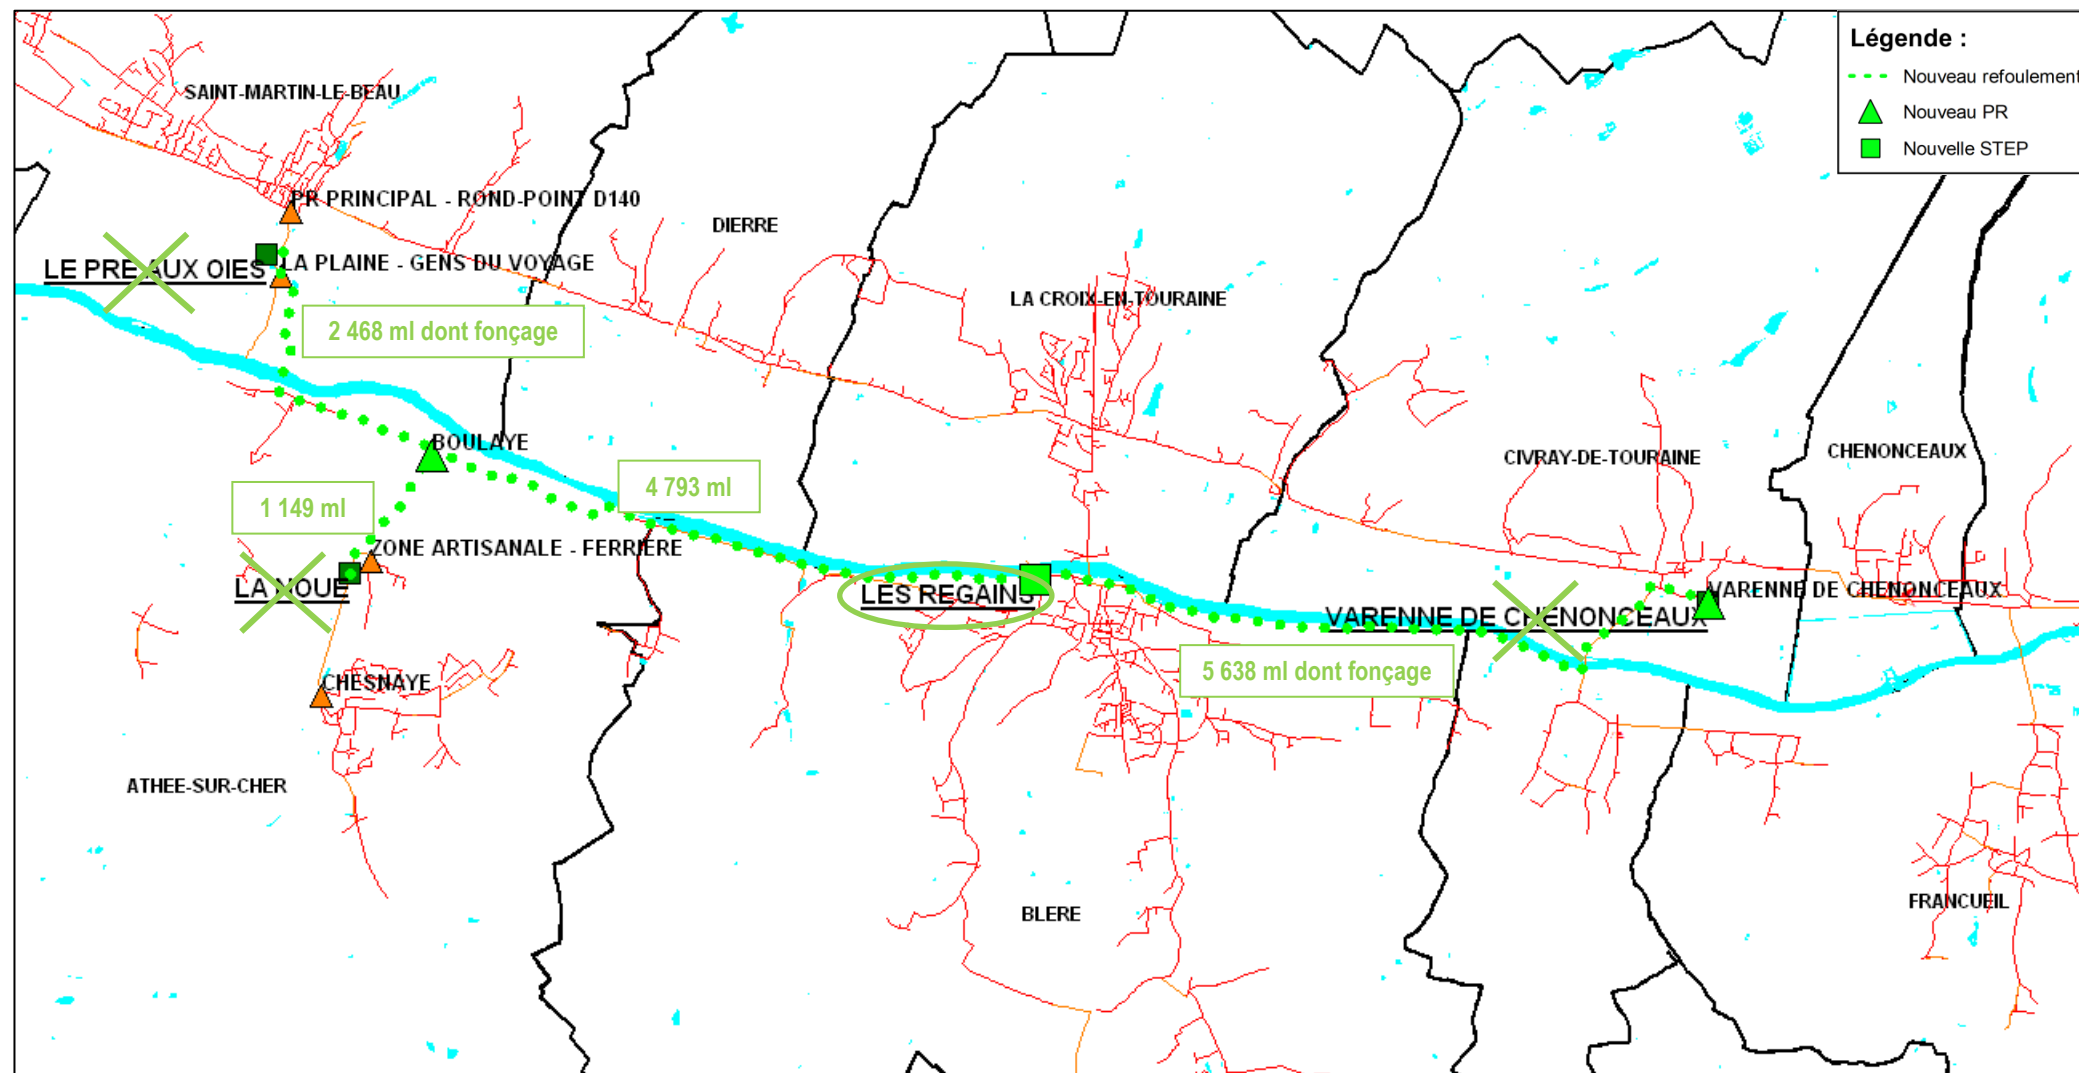 Légende :
Nouveau refoulement
Nouveau PR
Nouvelle STEP
SAINT-MARTIN-LE-BEAU
PR PRINCIPAL - ROND-POINT D140
DIERRE
LE PRE AUX OIES
LA PLAINE - GENS DU VOYAGE
LA CROIX-EN-TOURAINE
2 468 ml dont fonçage
BOULAYE
CIVRAY-DE-TOURAINE
CHENONCEAUX
4 793 ml
1 149 ml
ZONE ARTISANALE - FERRIERE
LA NOUE
LES REGAINS
VARENNE DE CHENONCEAUX
VARENNE DE CHENONCEAUX
5 638 ml dont fonçage
CHESNAYE
ATHEE-SUR-CHER
BLERE
FRANCUEIL